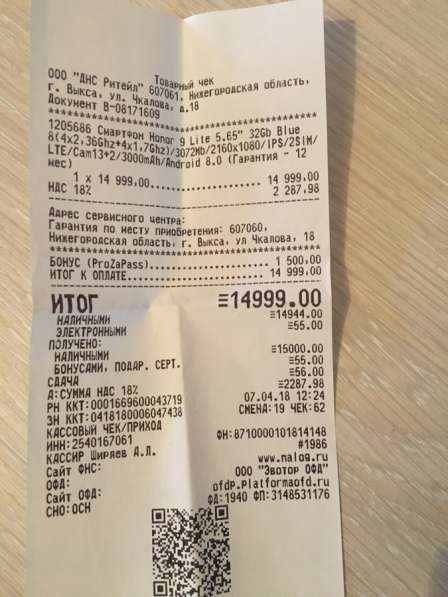 Товарный чек
ООО "ДНС Ритейл" 607061, Нижегородская область,
г. Выкса, ул. Чкалова, д.18
Документ В-08171609
1205686 Смартфон Honor 9 Lite 5.65" 32Gb Blue
8(4x2,36Ghz+4x1,7Ghz)/3072Mb/2160x1080/IPS/2SIM/
LTE/Cam13+2/3000mAh/Android 8.0 (Гарантия - 12
мес)
1 x 14 999,00................ 14 999,00
НДС 18%................ 2 287,98
Адрес сервисного центра:
Гарантия по месту приобретения: 607060,
Нижегородская область, г. Выкса, ул Чкалова, 18
БОНУС (ProZaPass)................ 1 500,00
ИТОГ К ОПЛАТЕ................ 14 999,00
ИТОГ ≡14999.00
НАЛИЧНЫМИ ≡14944.00
ЭЛЕКТРОННЫМИ ≡55.00
ПОЛУЧЕНО:
НАЛИЧНЫМИ ≡15000.00
БОНУСАМИ, ПОДАР. СЕРТ. ≡55.00
СДАЧА ≡56.00
А:СУММА НДС 18% ≡2287.98
РН ККТ:0001669600043719 07.04.18 12:24
ЗН ККТ:0418180006047438 СМЕНА:19 ЧЕК:62
КАССОВЫЙ ЧЕК/ПРИХОД
ИНН:2540167061 ФН:8710000101814148
КАССИР Ширяев А.Л. #1986
Сайт ФНС: www.nalog.ru
ОФД: ООО "Эвотор ОФД"
Сайт ОФД: ofdp.platformaofd.ru
СНО:ОСН ФД:1940 ФП:3148531176